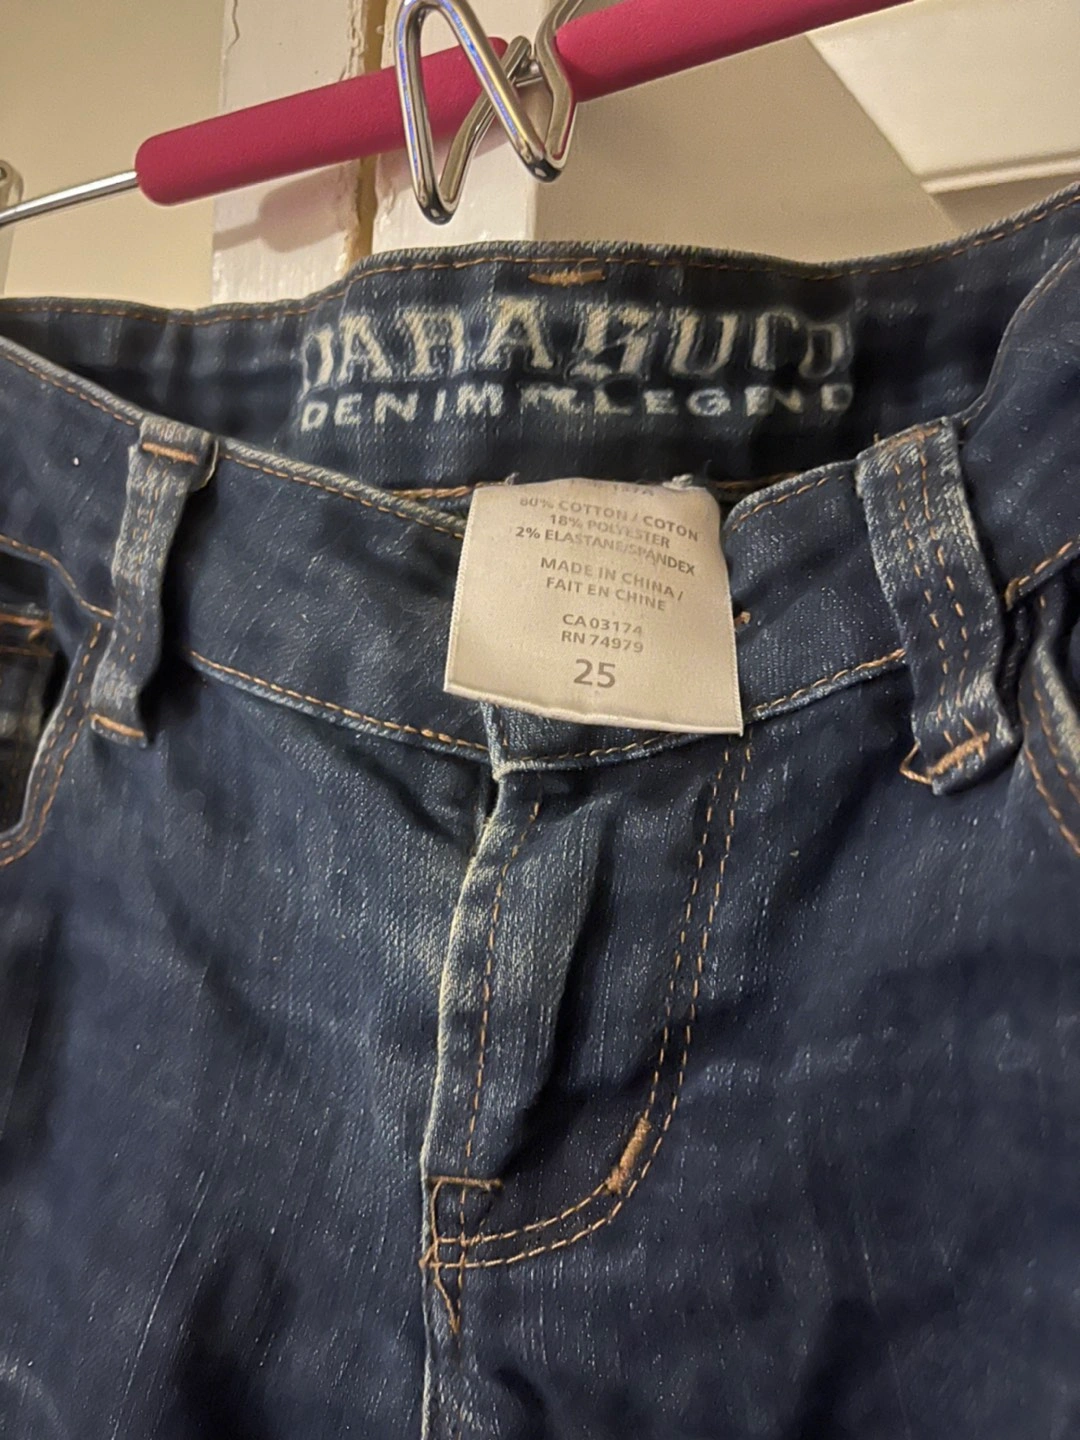 PARASUCO
DENIM LEGEND
80% COTTON / COTON
18% POLYESTER
2% ELASTANE/SPANDEX
MADE IN CHINA /
FAIT EN CHINE
CA 03174
RN 74979
25